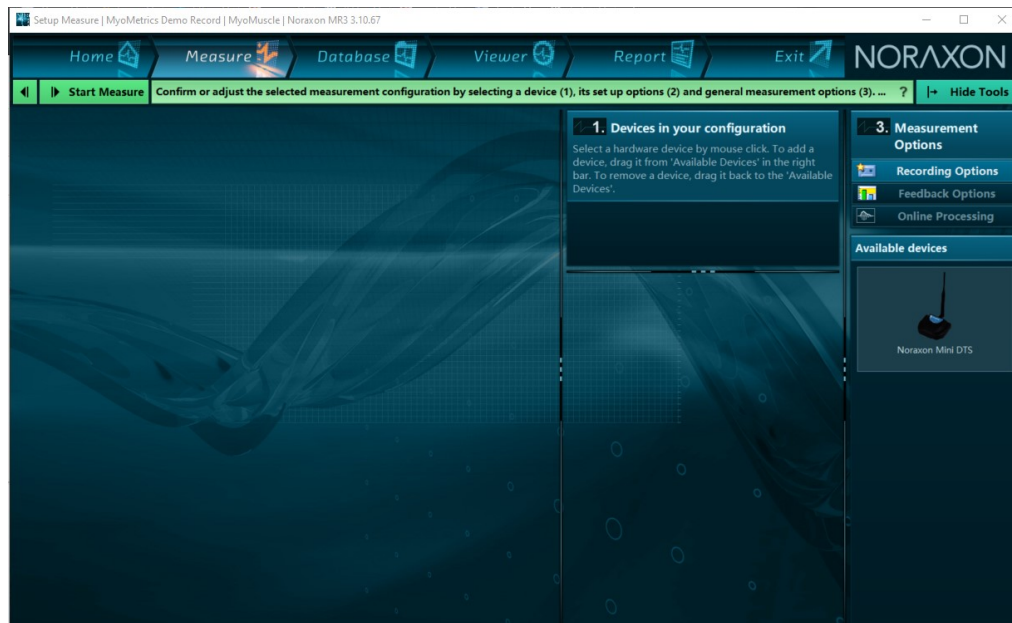 Setup Measure | MyoMetrics Demo Record | MyoMuscle | Noraxon MR3 3.10.67
Home
Measure
Database
Viewer
Report
Exit
NORAXON
Start Measure
Confirm or adjust the selected measurement configuration by selecting a device (1), its set up options (2) and general measurement options (3). ...
?
Hide Tools
1. Devices in your configuration
Select a hardware device by mouse click. To add a
device, drag it from 'Available Devices' in the right
bar. To remove a device, drag it back to the 'Available
Devices'.
3. Measurement
Options
Recording Options
Feedback Options
Online Processing
Available devices
Noraxon Mini DTS